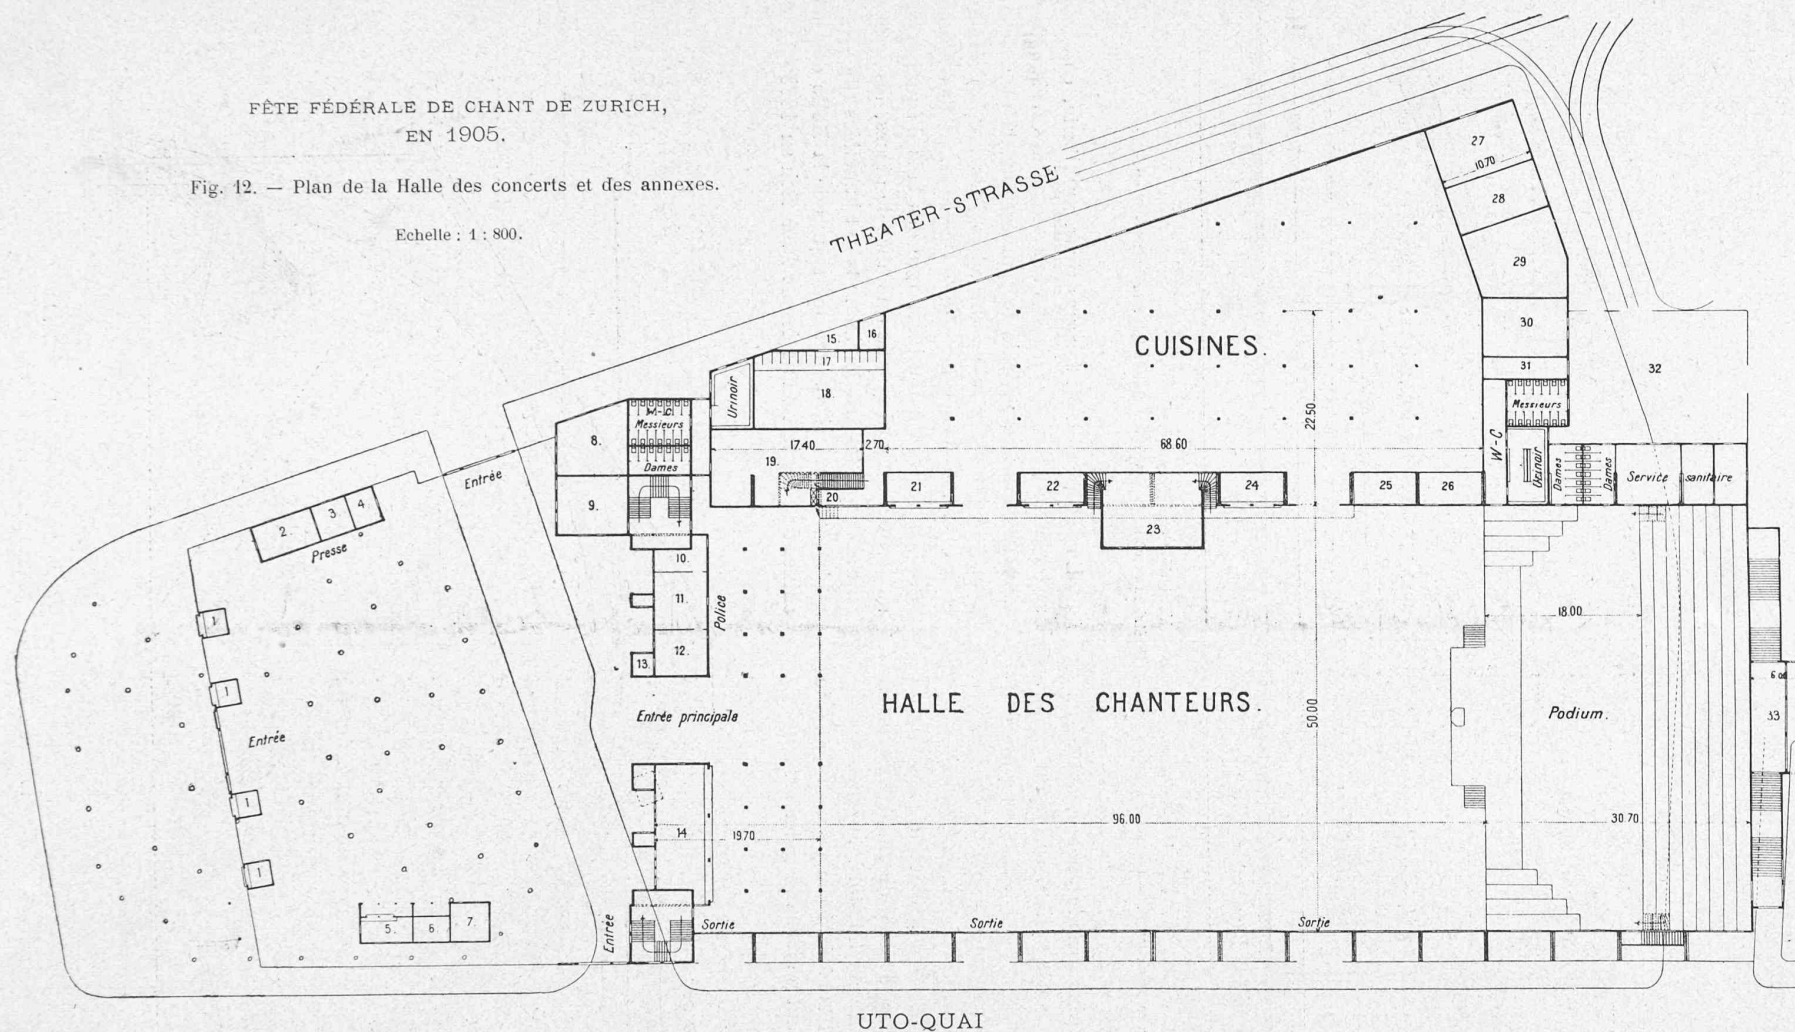 FÊTE FÉDÉRALE DE CHANT DE ZURICH,
EN 1905.
Fig. 12. — Plan de la Halle des concerts et des annexes.
Echelle : 1 : 800.
THEATER-STRASSE
27
10.70
28
29
30
31
32
CUISINES.
15.
16
17
18
Urinoir
W-C
Messieurs
Dames
8.
9.
Entrée
17.40
2.70
68.60
22.50
19.
20
21
22
23
24
25
26
W-C
Messieurs
Urinoir
Dames
Dames
Service sanitaire
2.
3
4
Presse
10.
11.
12.
13.
Police
1
1
1
1
Entrée
Entrée principale
HALLE DES CHANTEURS.
50.00
18.00
Podium.
6.00
33
14
19.70
96.00
30.70
5.
6
7.
Entrée
Sortie
Sortie
Sortie
UTO-QUAI